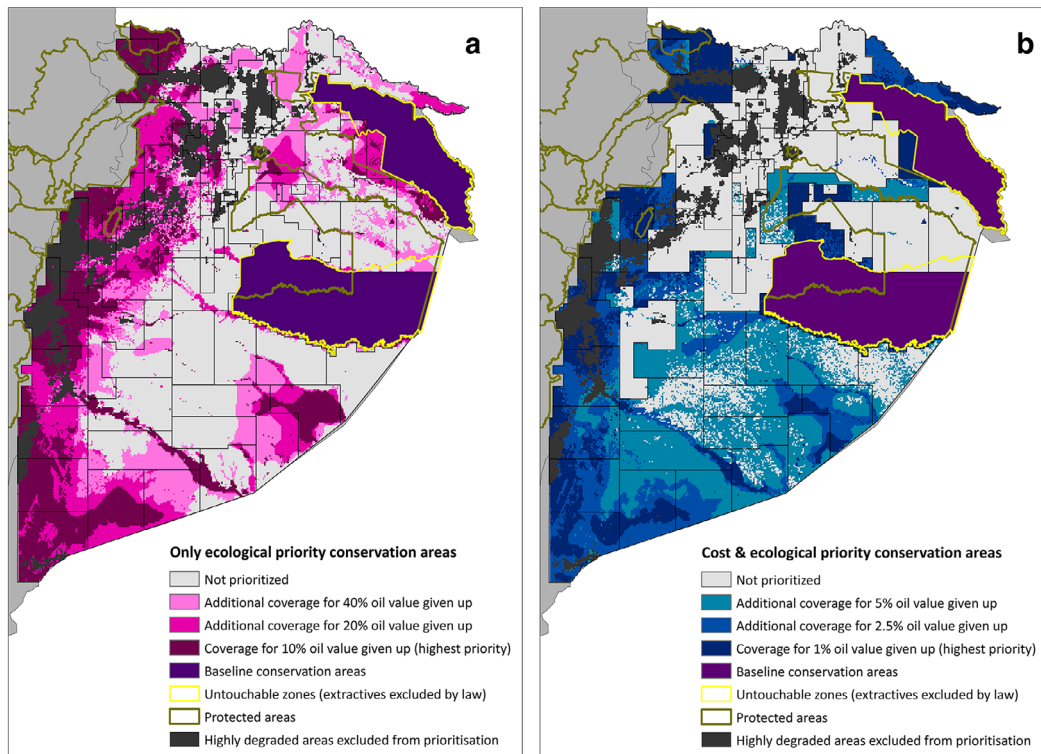 a
Only ecological priority conservation areas
Not prioritized
Additional coverage for 40% oil value given up
Additional coverage for 20% oil value given up
Coverage for 10% oil value given up (highest priority)
Baseline conservation areas
Untouchable zones (extractives excluded by law)
Protected areas
Highly degraded areas excluded from prioritisation
b
Cost & ecological priority conservation areas
Not prioritized
Additional coverage for 5% oil value given up
Additional coverage for 2.5% oil value given up
Coverage for 1% oil value given up (highest priority)
Baseline conservation areas
Untouchable zones (extractives excluded by law)
Protected areas
Highly degraded areas excluded from prioritisation